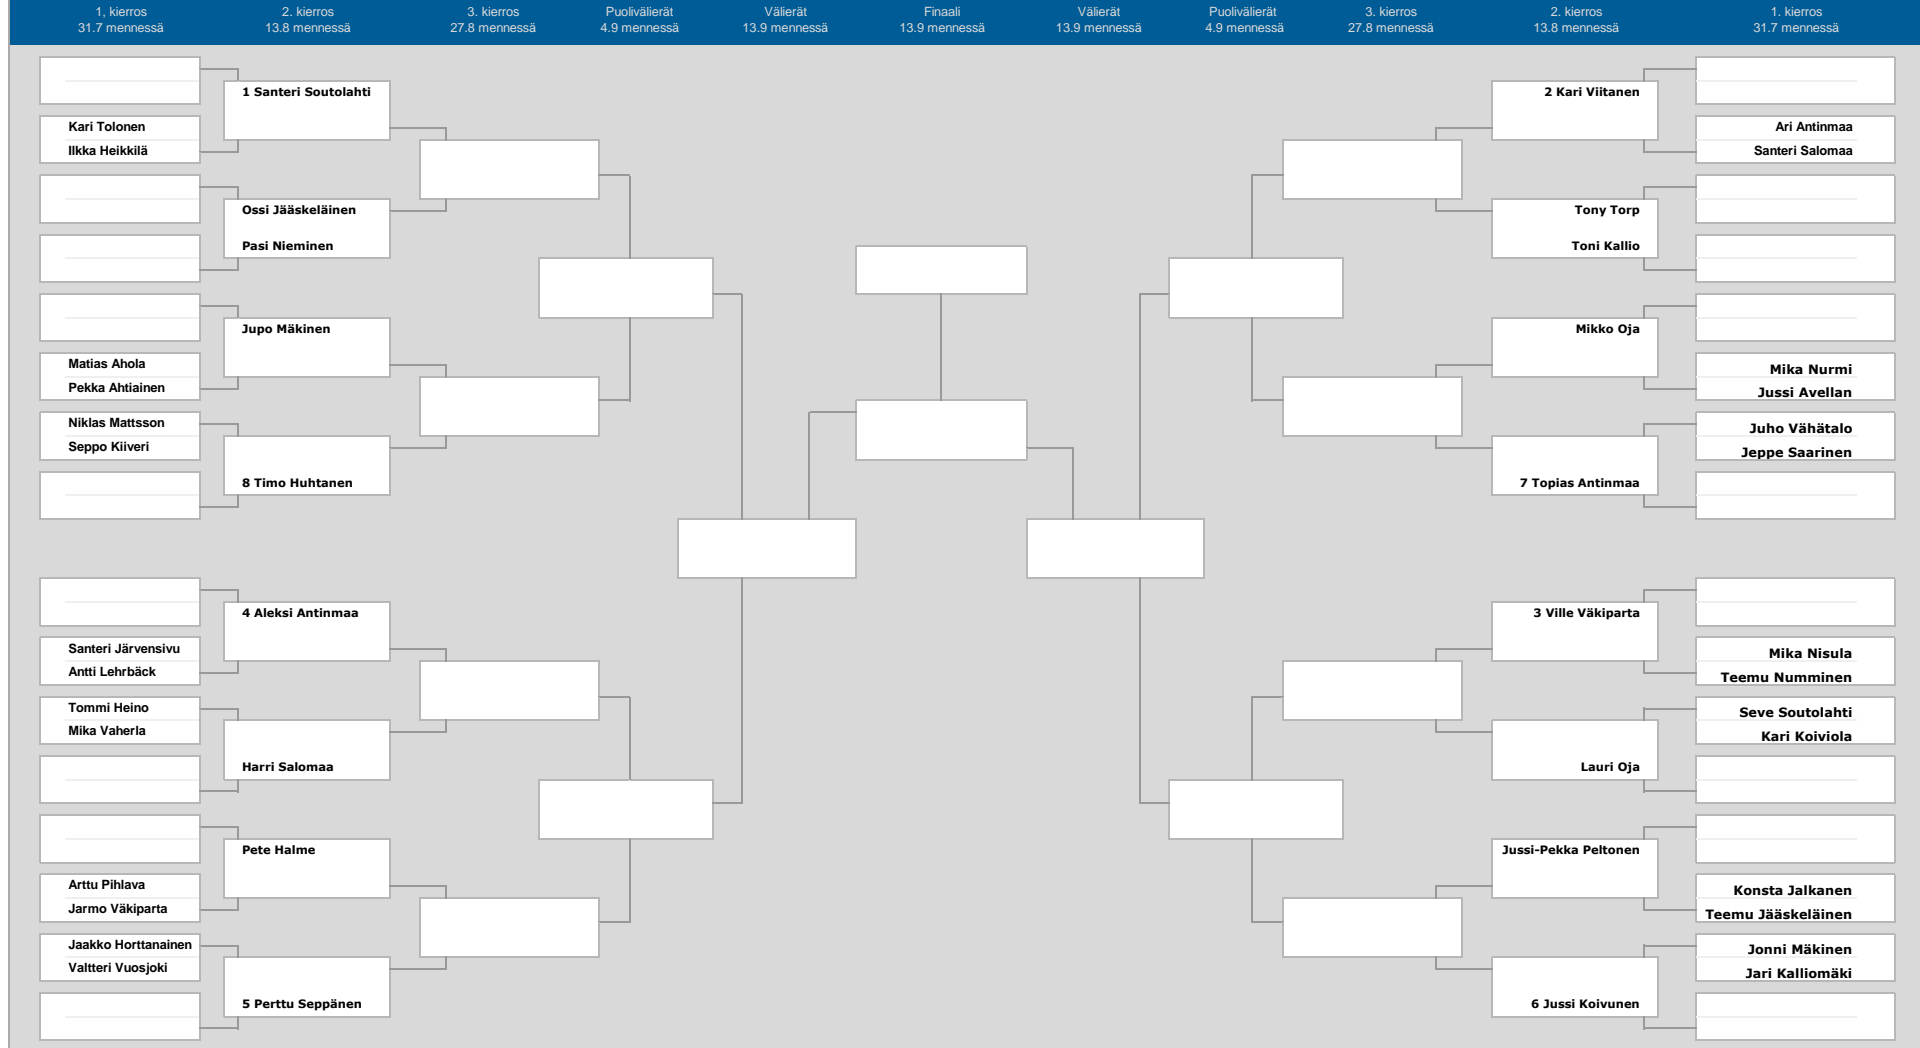 1, kierros
31.7 mennessä
2. kierros
13.8 mennessä
3. kierros
27.8 mennessä
Puolivälierät
4.9 mennessä
Välierät
13.9 mennessä
Finaali
13.9 mennessä
Välierät
13.9 mennessä
Puolivälierät
4.9 mennessä
3. kierros
27.8 mennessä
2. kierros
13.8 mennessä
1. kierros
31.7 mennessä
Kari Tolonen
Ilkka Heikkilä
Matias Ahola
Pekka Ahtiainen
Niklas Mattsson
Seppo Kiiveri
Santeri Järvensivu
Antti Lehrbäck
Tommi Heino
Mika Vaherla
Arttu Pihlava
Jarmo Väkiparta
Jaakko Horttanainen
Valtteri Vuosjoki
1 Santeri Soutolahti
Ossi Jääskeläinen
Pasi Nieminen
Jupo Mäkinen
8 Timo Huhtanen
4 Aleksi Antinmaa
Harri Salomaa
Pete Halme
5 Perttu Seppänen
2 Kari Viitanen
Tony Torp
Toni Kallio
Mikko Oja
7 Topias Antinmaa
3 Ville Väkiparta
Lauri Oja
Jussi-Pekka Peltonen
6 Jussi Koivunen
Ari Antinmaa
Santeri Salomaa
Mika Nurmi
Jussi Avellan
Juho Vähätalo
Jeppe Saarinen
Mika Nisula
Teemu Numminen
Seve Soutolahti
Kari Koiviola
Konsta Jalkanen
Teemu Jääskeläinen
Jonni Mäkinen
Jari Kalliomäki